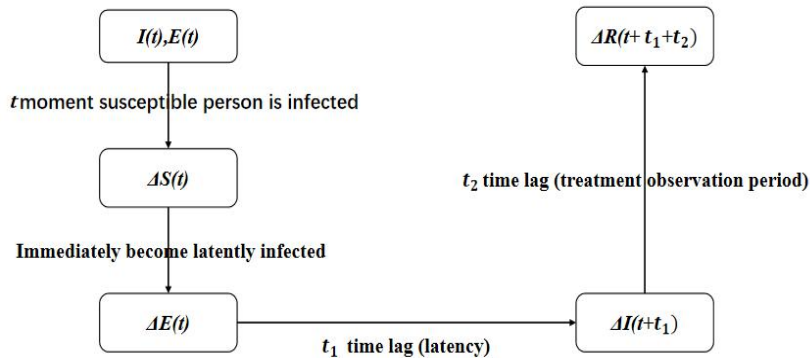 I(t),E(t)
t moment susceptible person is infected
ΔS(t)
Immediately become latently infected
ΔE(t)
t₁ time lag (latency)
ΔI(t+t₁)
t₂ time lag (treatment observation period)
ΔR(t+ t₁+t₂)